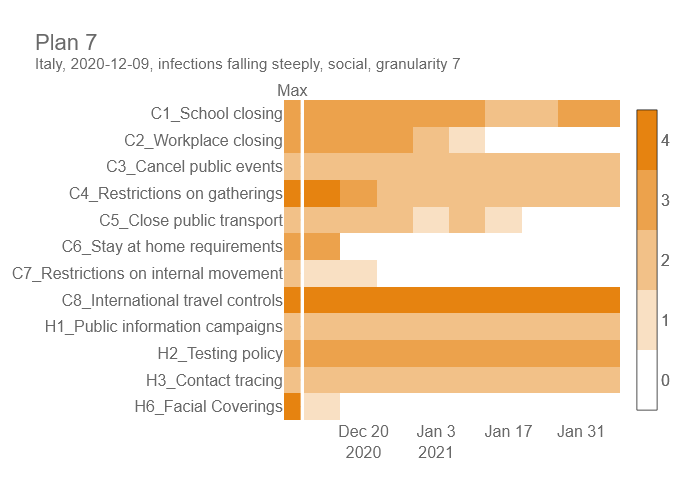 Plan 7
Italy, 2020-12-09, infections falling steeply, social, granularity 7
Max
C1_School closing
C2_Workplace closing
C3_Cancel public events
C4_Restrictions on gatherings
C5_Close public transport
C6_Stay at home requirements
C7_Restrictions on internal movement
C8_International travel controls
H1_Public information campaigns
H2_Testing policy
H3_Contact tracing
H6_Facial Coverings
4
3
2
1
0
Dec 20 Jan 3 Jan 17 Jan 31
2020 2021